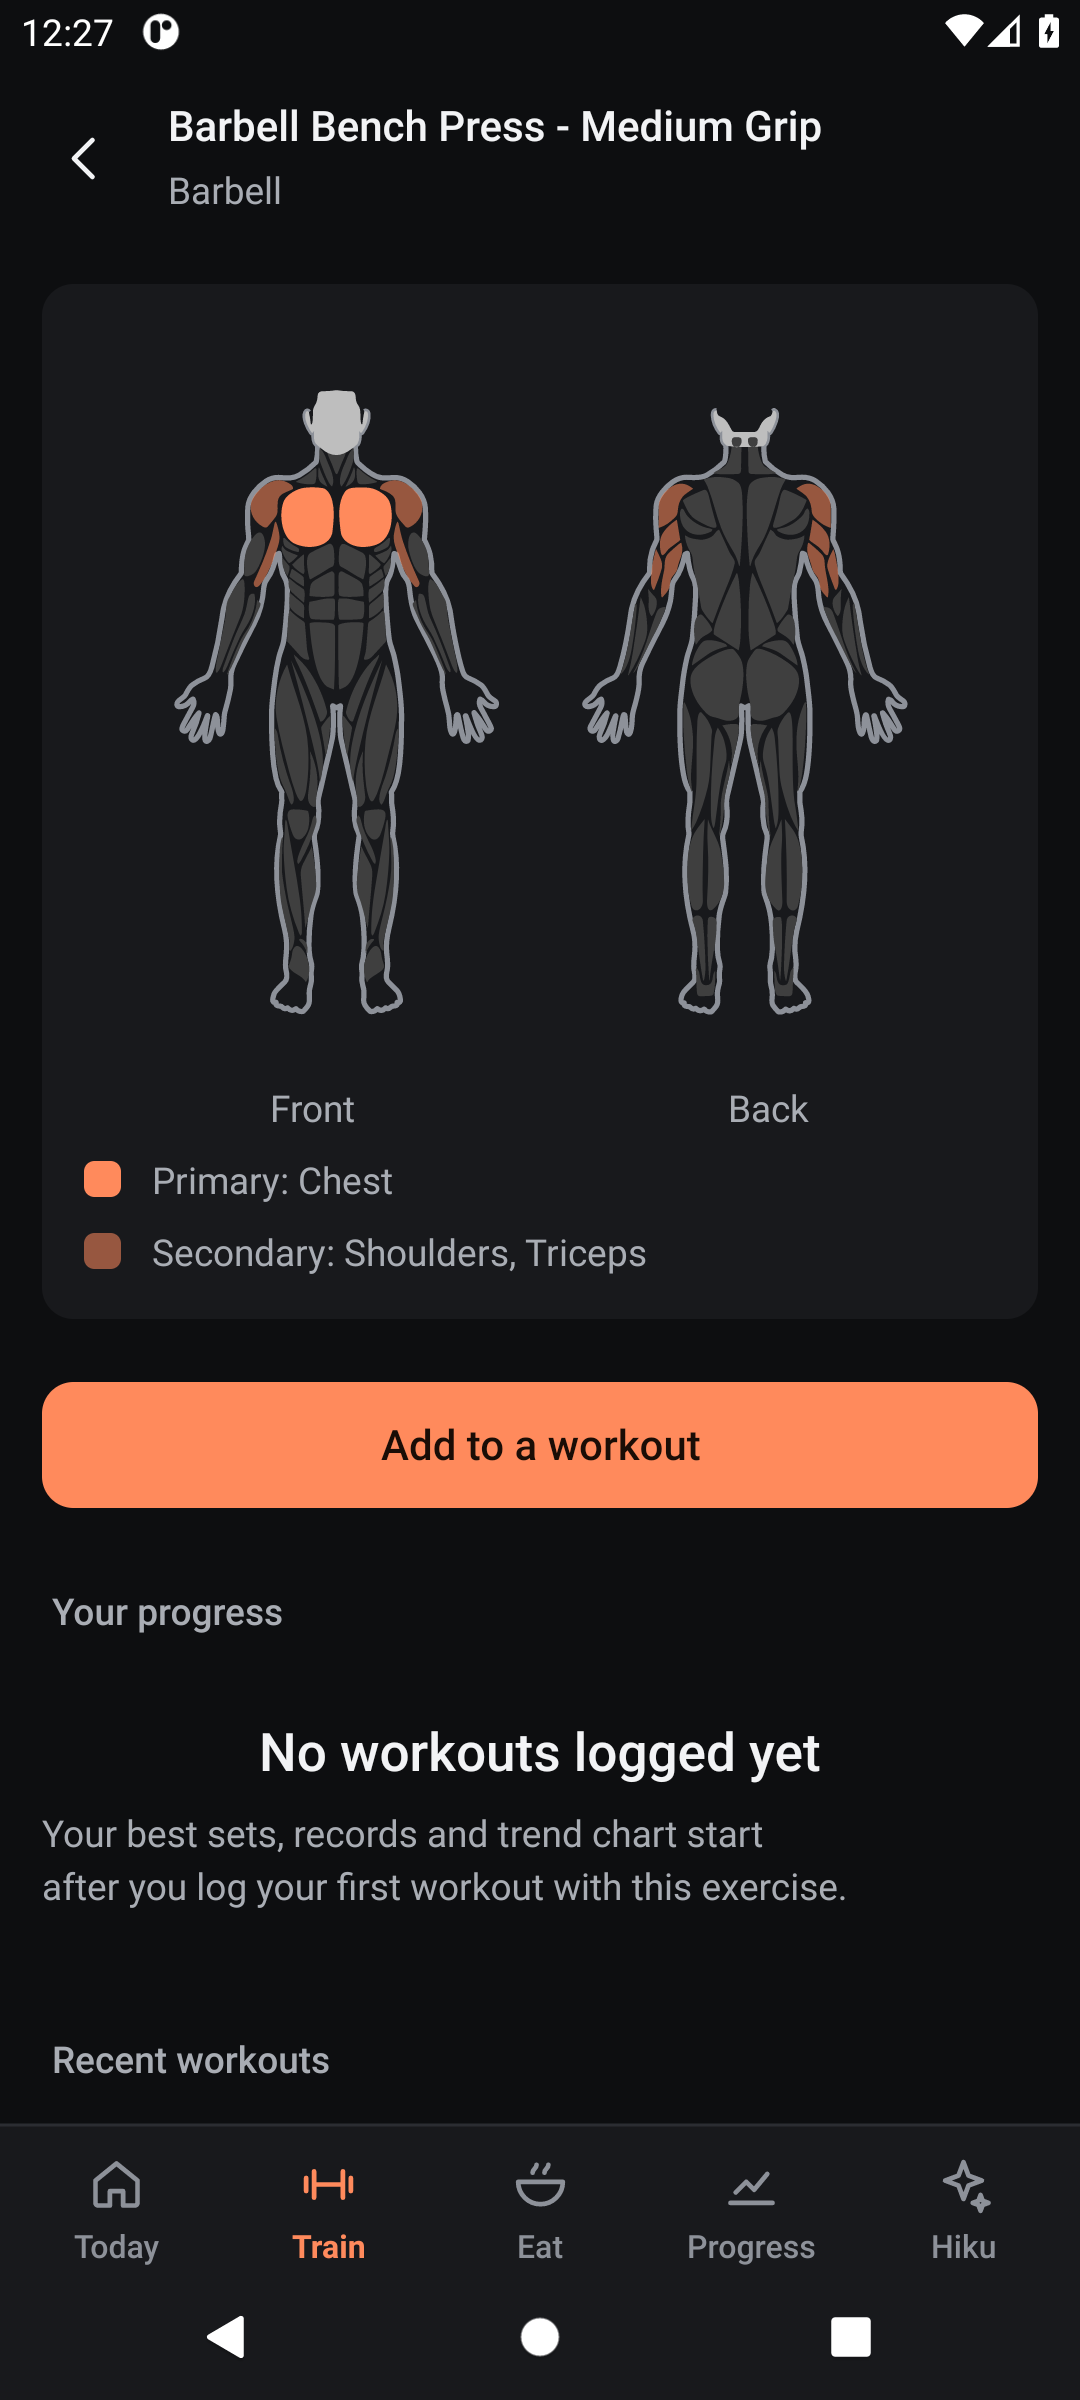 12:27
Barbell Bench Press - Medium Grip
Barbell
Front
Back
Primary: Chest
Secondary: Shoulders, Triceps
Add to a workout
Your progress
No workouts logged yet
Your best sets, records and trend chart start
after you log your first workout with this exercise.
Recent workouts
Today
Train
Eat
Progress
Hiku